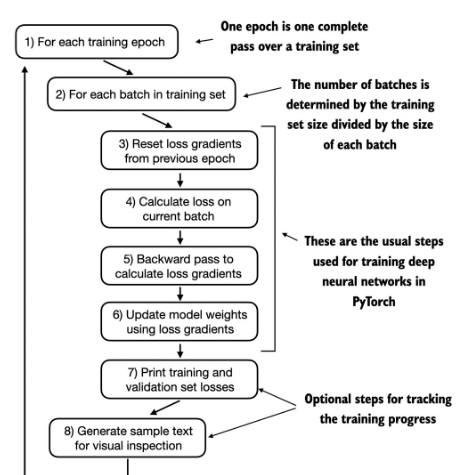 1) For each training epoch
One epoch is one complete
pass over a training set
2) For each batch in training set
The number of batches is
determined by the training
set size divided by the size
of each batch
3) Reset loss gradients
from previous epoch
4) Calculate loss on
current batch
5) Backward pass to
calculate loss gradients
These are the usual steps
used for training deep
neural networks in
PyTorch
6) Update model weights
using loss gradients
7) Print training and
validation set losses
Optional steps for tracking
the training progress
8) Generate sample text
for visual inspection